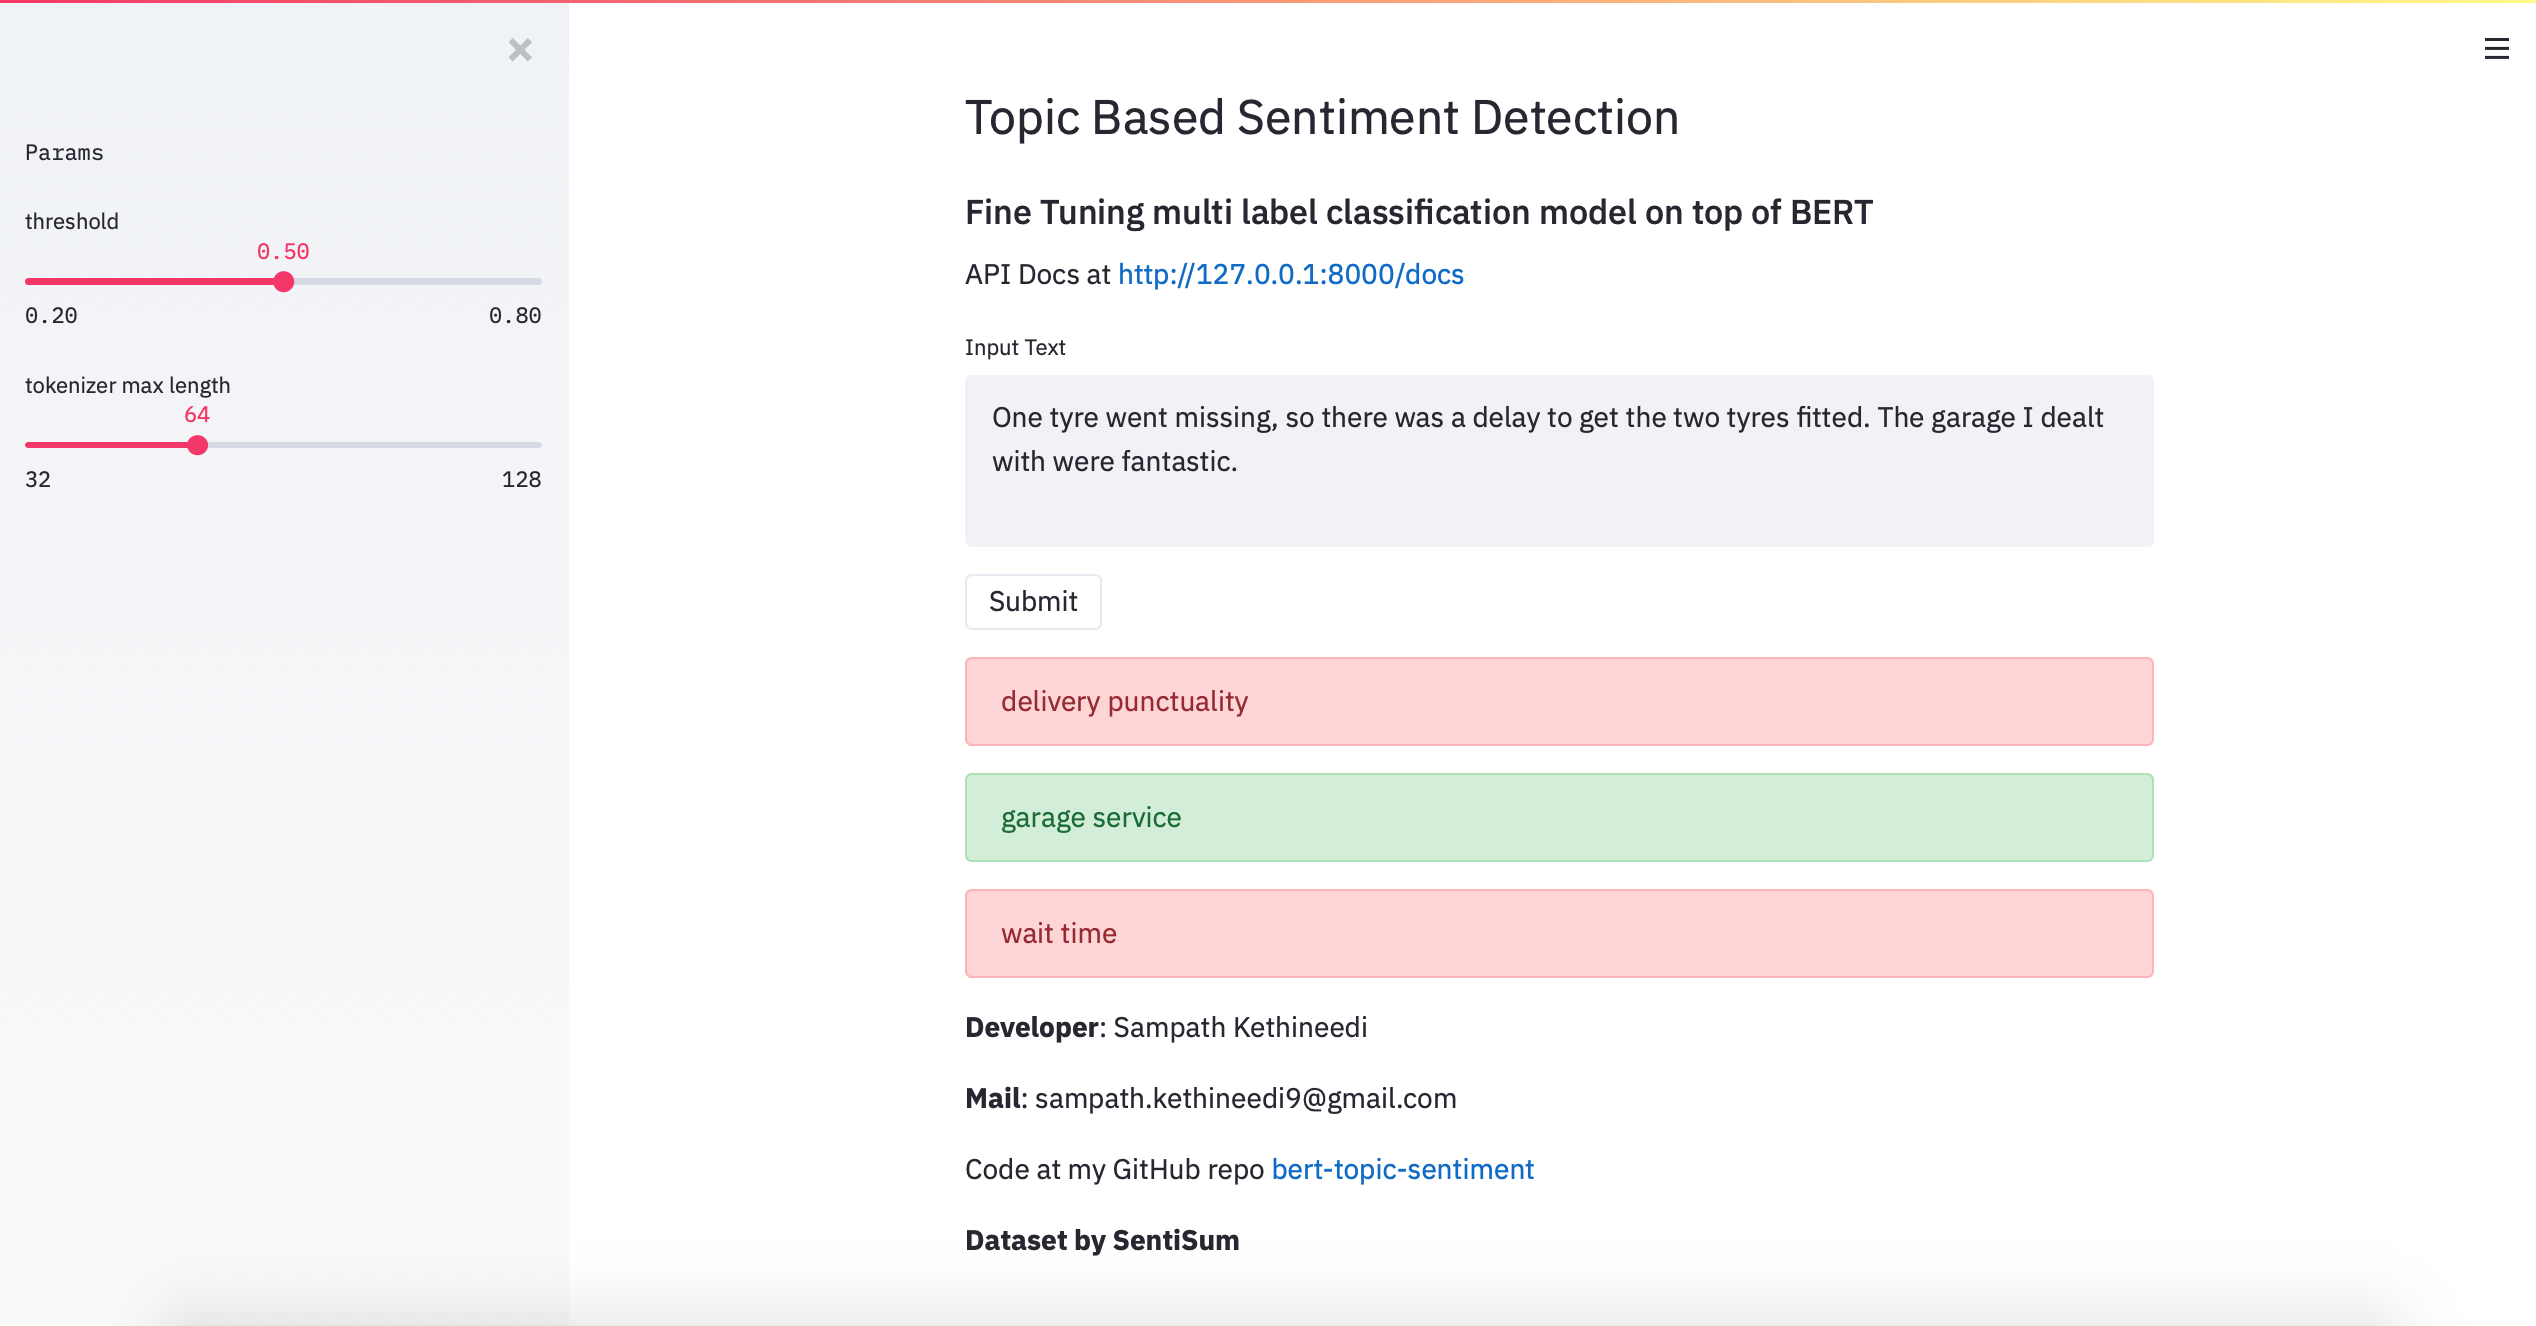 Params
threshold
0.50
0.20 0.80
tokenizer max length
64
32 128
Topic Based Sentiment Detection
Fine Tuning multi label classification model on top of BERT
API Docs at http://127.0.0.1:8000/docs
Input Text
One tyre went missing, so there was a delay to get the two tyres fitted. The garage I dealt
with were fantastic.
Submit
delivery punctuality
garage service
wait time
Developer: Sampath Kethineedi
Mail: sampath.kethineedi9@gmail.com
Code at my GitHub repo bert-topic-sentiment
Dataset by SentiSum